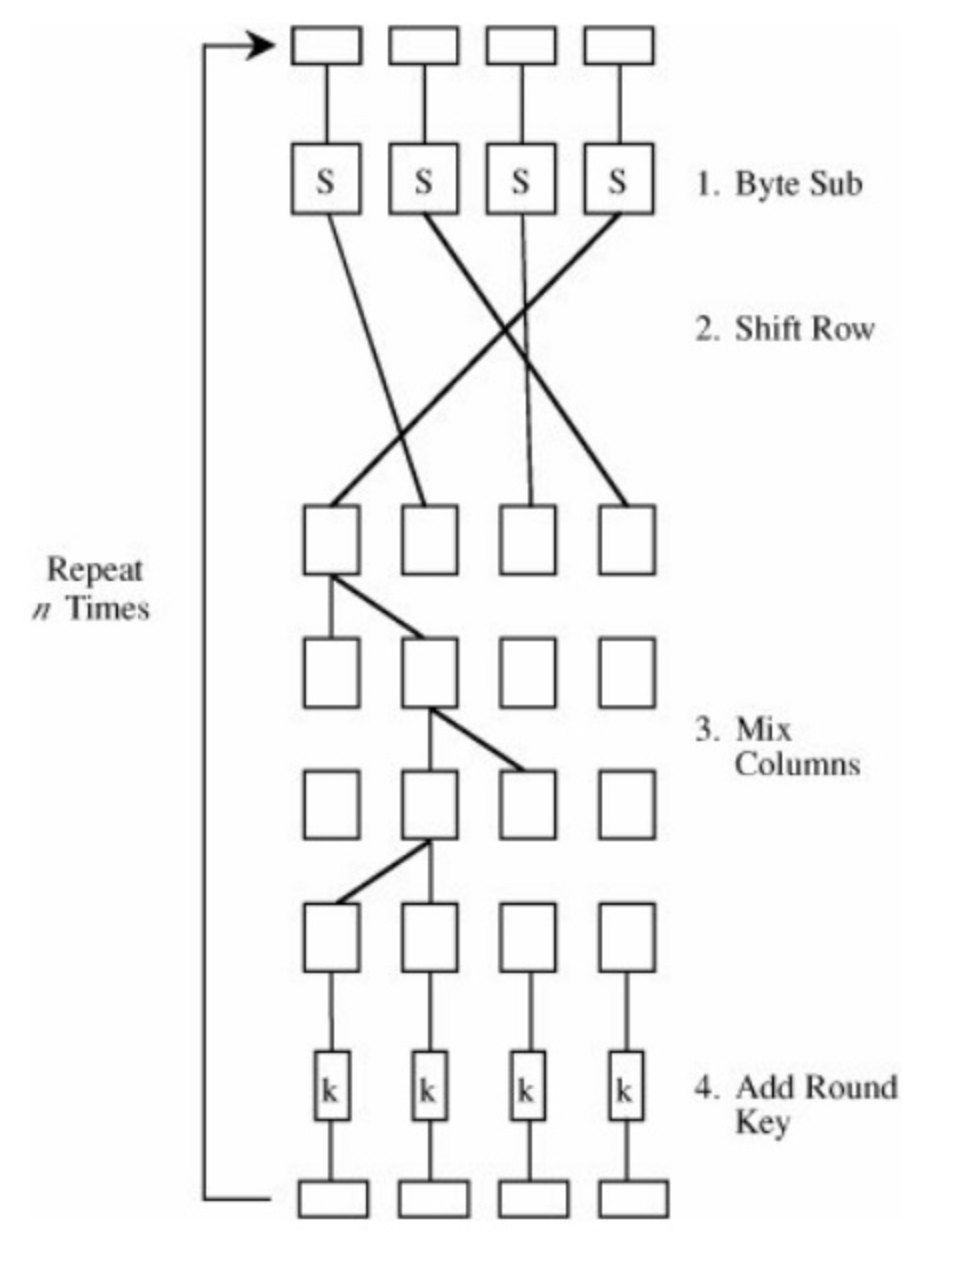 S S S S
1. Byte Sub
2. Shift Row
Repeat
n Times
3. Mix
Columns
k k k k
4. Add Round
Key